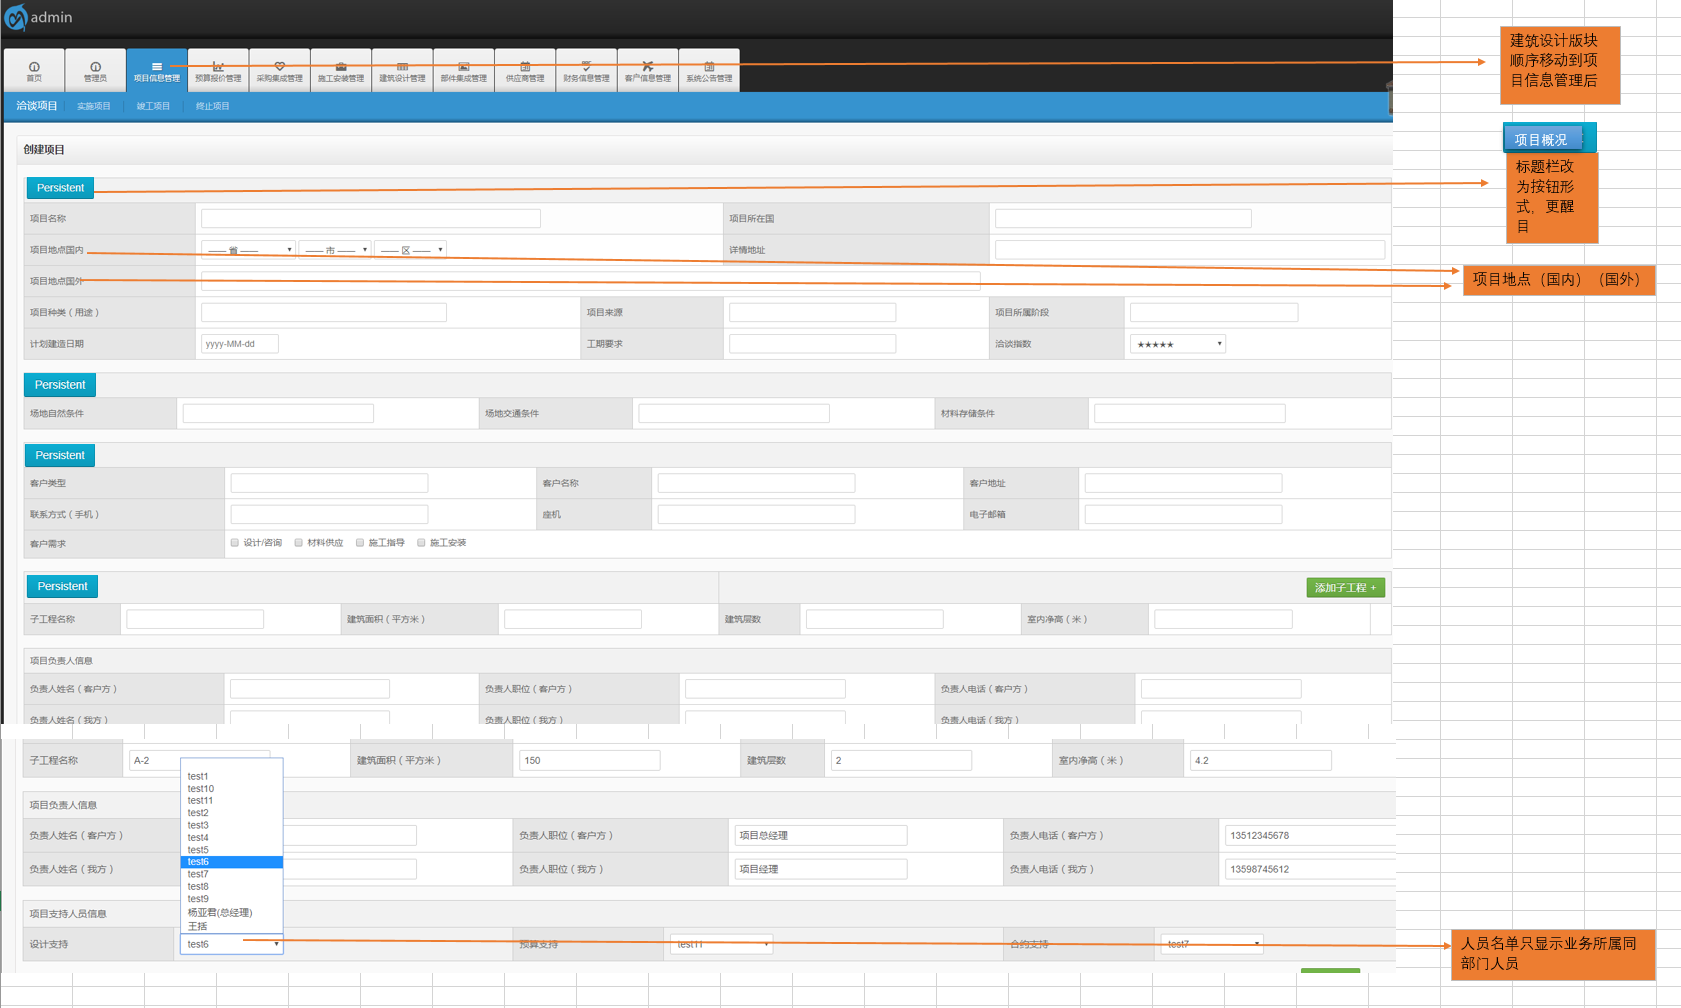 admin
首页 管理员 项目信息管理 预算报价管理 采购集成管理 施工安装管理 建筑设计管理 部件集成管理 供应商管理 财务信息管理 客户信息管理 系统公告管理
洽谈项目 实施项目 竣工项目 终止项目
建筑设计版块
顺序移动到项
目信息管理后
项目概况
创建项目
标题栏改
为按钮形
式，更醒
目
Persistent
项目名称 项目所在国
项目地点国内 —— 省 —— —— 市 —— —— 区 —— 详情地址
项目地点国外
项目地点（国内）（国外）
项目种类（用途） 项目来源 项目所属阶段
计划建造日期 yyyy-MM-dd 工期要求 洽谈指数 ★★★★★
Persistent
场地自然条件 场地交通条件 材料存储条件
Persistent
客户类型 客户名称 客户地址
联系方式（手机） 座机 电子邮箱
客户需求 设计/咨询 材料供应 施工指导 施工安装
Persistent 添加子工程 +
子工程名称 建筑面积（平方米） 建筑层数 室内净高（米）
项目负责人信息
负责人姓名（客户方） 负责人职位（客户方） 负责人电话（客户方）
负责人姓名（我方） 负责人职位（我方） 负责人电话（我方）
子工程名称 A-2 建筑面积（平方米） 150 建筑层数 2 室内净高（米） 4.2
test1
test10
test11
test2
test3
test4
test5
test6
test7
test8
test9
杨亚君(总经理)
王括
项目负责人信息
负责人姓名（客户方） 负责人职位（客户方） 项目总经理 负责人电话（客户方） 13512345678
负责人姓名（我方） 负责人职位（我方） 项目经理 负责人电话（我方） 13598745612
项目支持人员信息
设计支持 test6 预算支持 test11 合约支持 test7
人员名单只显示业务所属同
部门人员